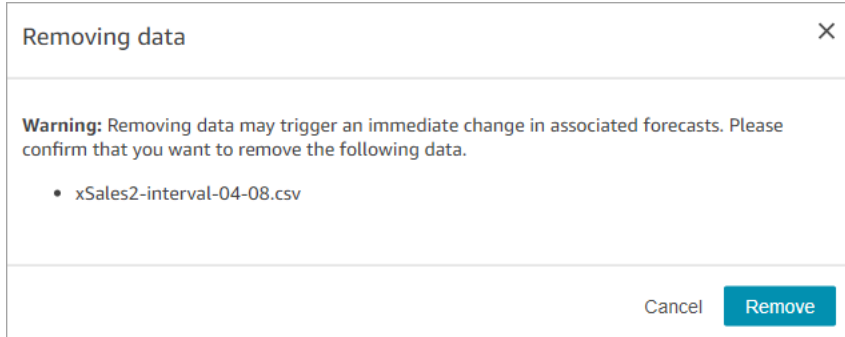 Removing data
Warning: Removing data may trigger an immediate change in associated forecasts. Please
confirm that you want to remove the following data.
• xSales2-interval-04-08.csv
Cancel Remove